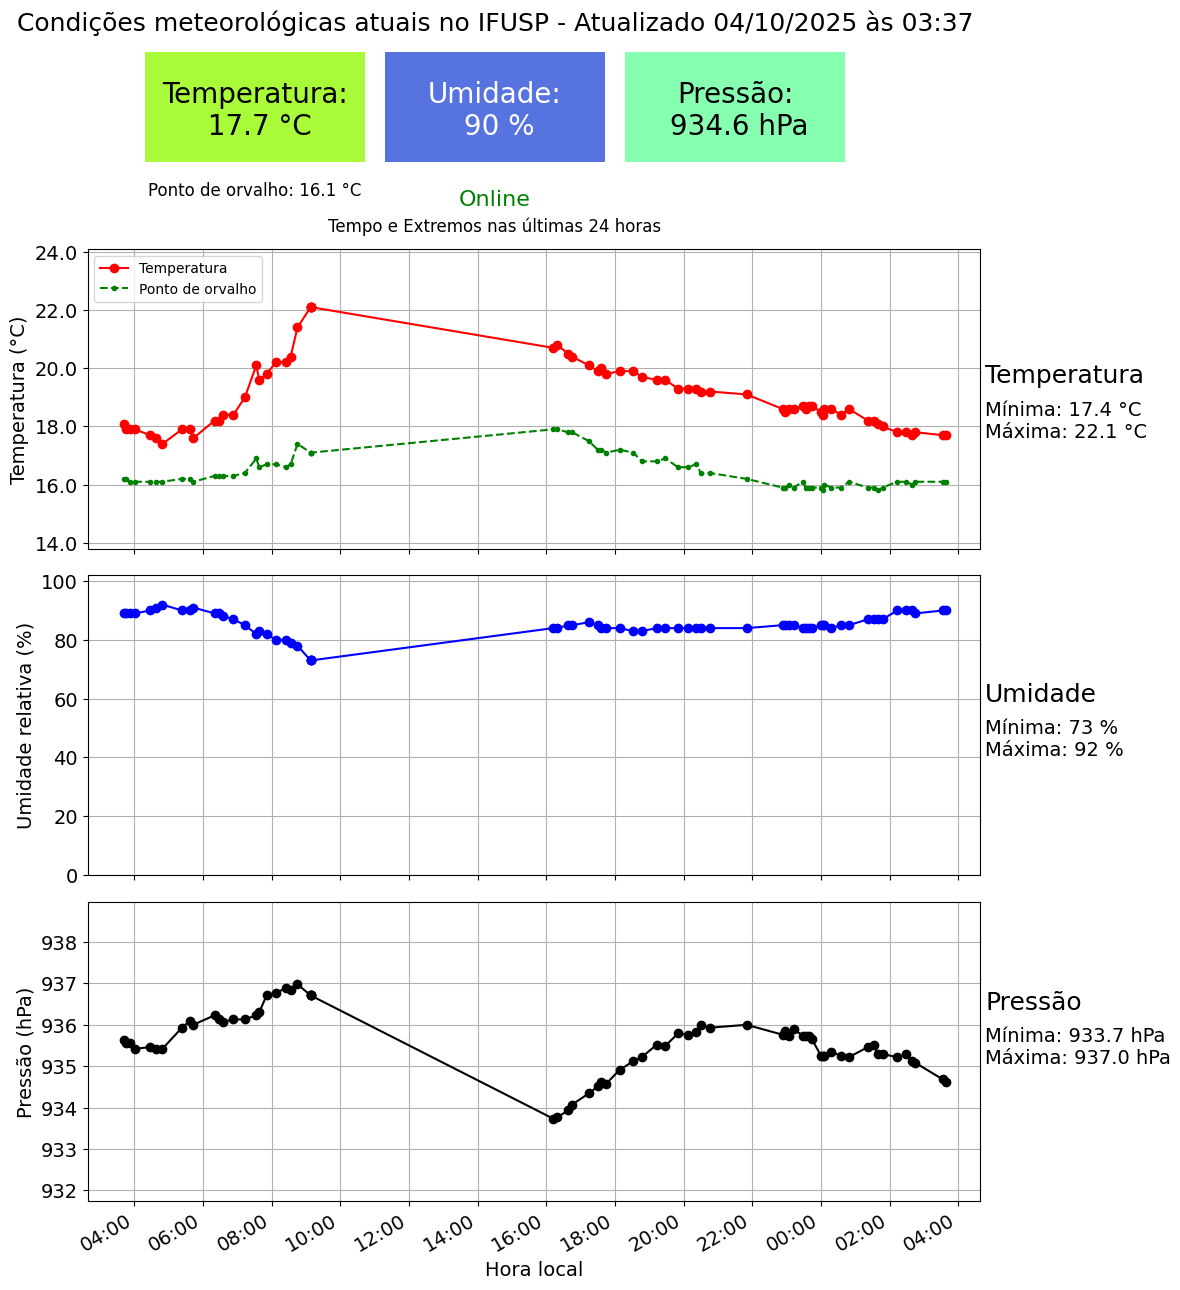 Condições meteorológicas atuais no IFUSP - Atualizado 04/10/2025 às 03:37
Temperatura:
17.7 °C
Umidade:
90 %
Pressão:
934.6 hPa
Ponto de orvalho: 16.1 °C
Online
Tempo e Extremos nas últimas 24 horas
Temperatura (°C)
24.0
22.0
20.0
18.0
16.0
14.0
Temperatura
Ponto de orvalho
Temperatura
Mínima: 17.4 °C
Máxima: 22.1 °C
Umidade relativa (%)
100
80
60
40
20
0
Umidade
Mínima: 73 %
Máxima: 92 %
Pressão (hPa)
938
937
936
935
934
933
932
Pressão
Mínima: 933.7 hPa
Máxima: 937.0 hPa
04:00
06:00
08:00
10:00
12:00
14:00
16:00
18:00
20:00
22:00
00:00
02:00
04:00
Hora local